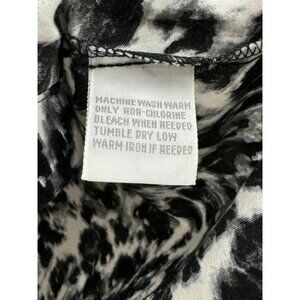 MACHINE WASH WARM
ONLY NON-CHLORINE
BLEACH WHEN NEEDED
TUMBLE DRY LOW
WARM IRON IF NEEDED